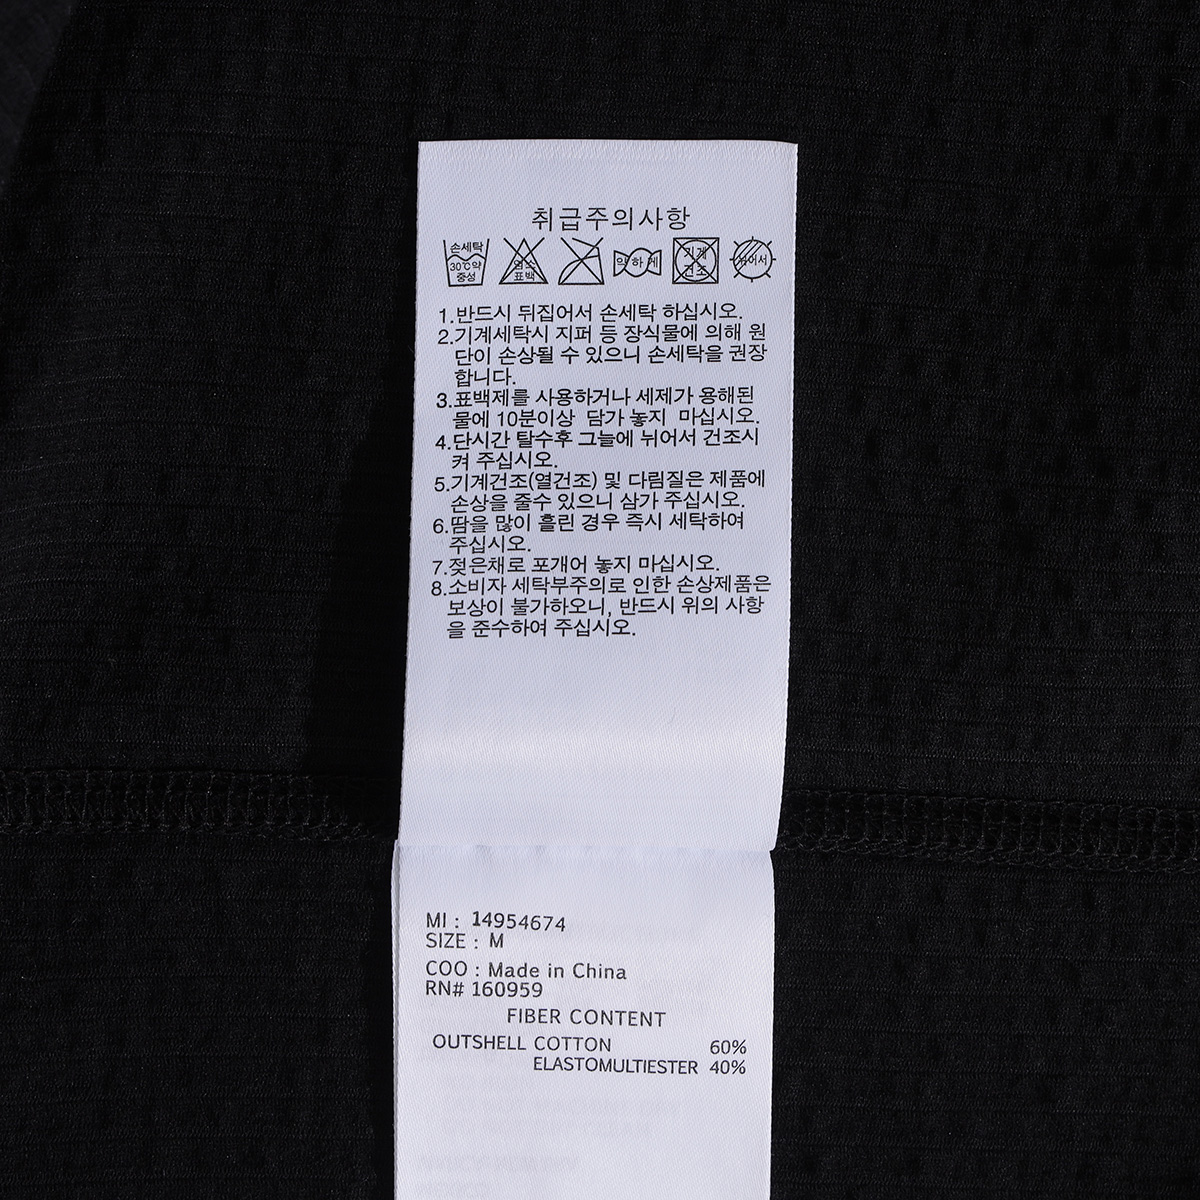 취급주의사항
손세탁 염소 약하게 기계 뉘어서
30℃약 표백 건조
중성
1.반드시 뒤집어서 손세탁 하십시오.
2.기계세탁시 지퍼 등 장식물에 의해 원
단이 손상될 수 있으니 손세탁을 권장
합니다.
3.표백제를 사용하거나 세제가 용해된
물에 10분이상 담가 놓지 마십시오.
4.단시간 탈수후 그늘에 뉘어서 건조시
켜 주십시오.
5.기계건조(열건조) 및 다림질은 제품에
손상을 줄수 있으니 삼가 주십시오.
6.땀을 많이 흘린 경우 즉시 세탁하여
주십시오.
7.젖은채로 포개어 놓지 마십시오.
8.소비자 세탁부주의로 인한 손상제품은
보상이 불가하오니, 반드시 위의 사항
을 준수하여 주십시오.
MI : 14954674
SIZE : M
COO : Made in China
RN# 160959
FIBER CONTENT
OUTSHELL COTTON 60%
ELASTOMULTIESTER 40%